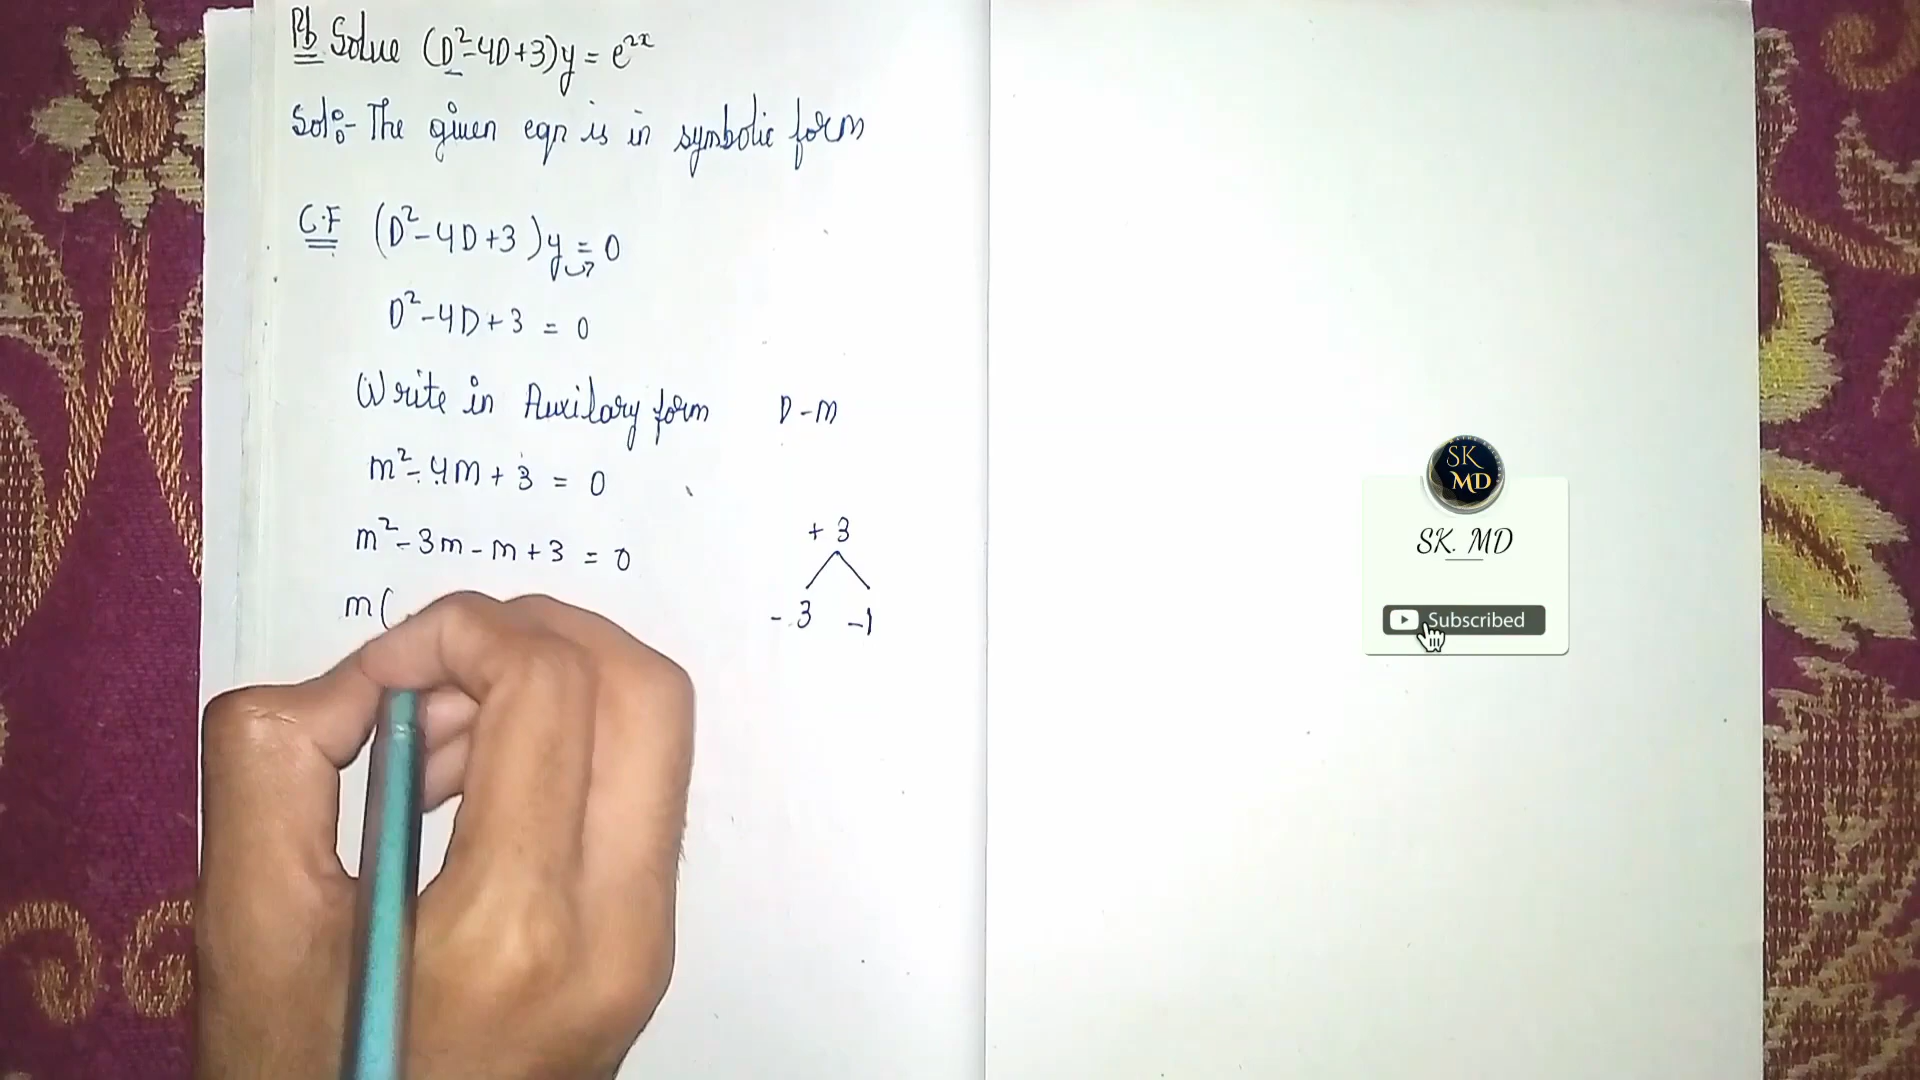 Pb Solve (D²-4D+3)y = e²ˣ
Sol:- The given eqn is in symbolic form
C.F (D²-4D+3)y = 0
D²-4D+3 = 0
Write in Auxilary form D-m
m²-4m+3 = 0
m²-3m-m+3 = 0
+3
m(
-3 -1
SK
MD
SK. MD
Subscribed